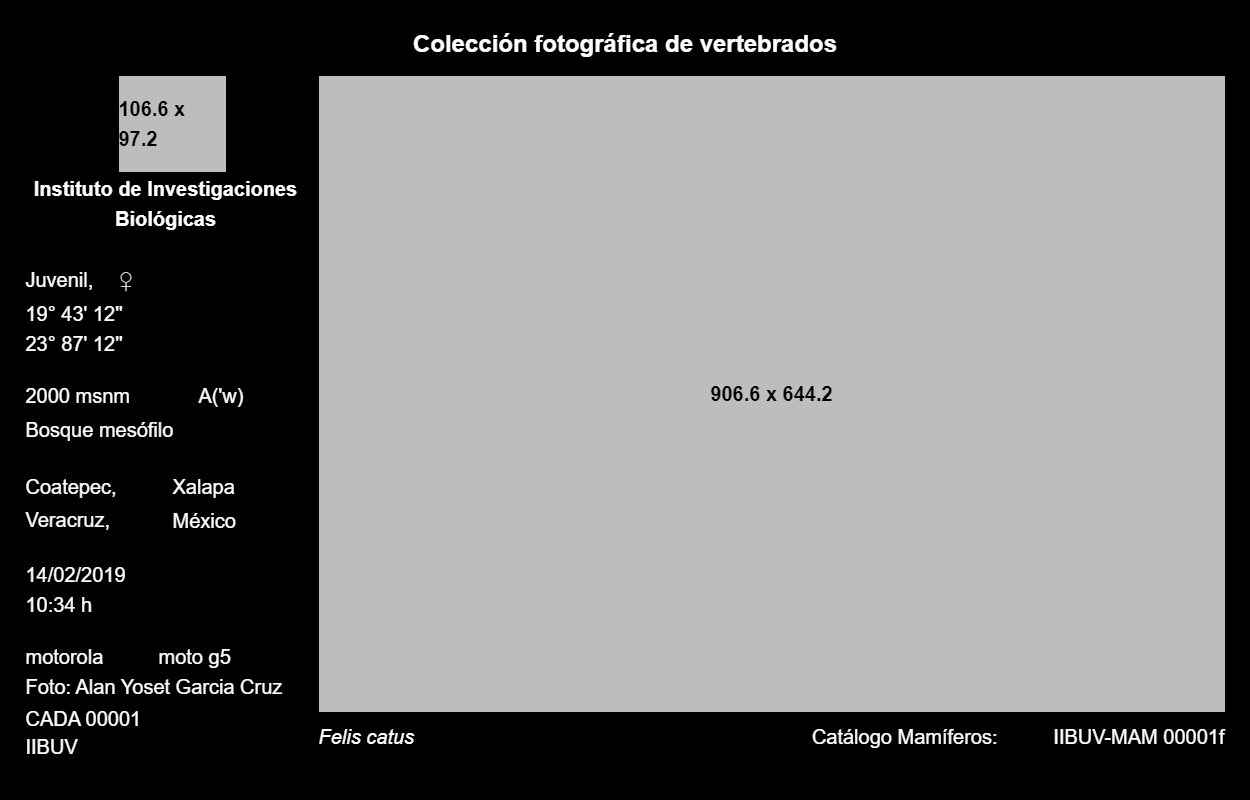 Colección fotográfica de vertebrados
106.6 x
97.2
Instituto de Investigaciones
Biológicas
Juvenil, ♀
19° 43' 12"
23° 87' 12"
2000 msnm A('w)
Bosque mesófilo
Coatepec, Xalapa
Veracruz, México
14/02/2019
10:34 h
motorola moto g5
Foto: Alan Yoset Garcia Cruz
CADA 00001
IIBUV
906.6 x 644.2
Felis catus Catálogo Mamíferos: IIBUV-MAM 00001f